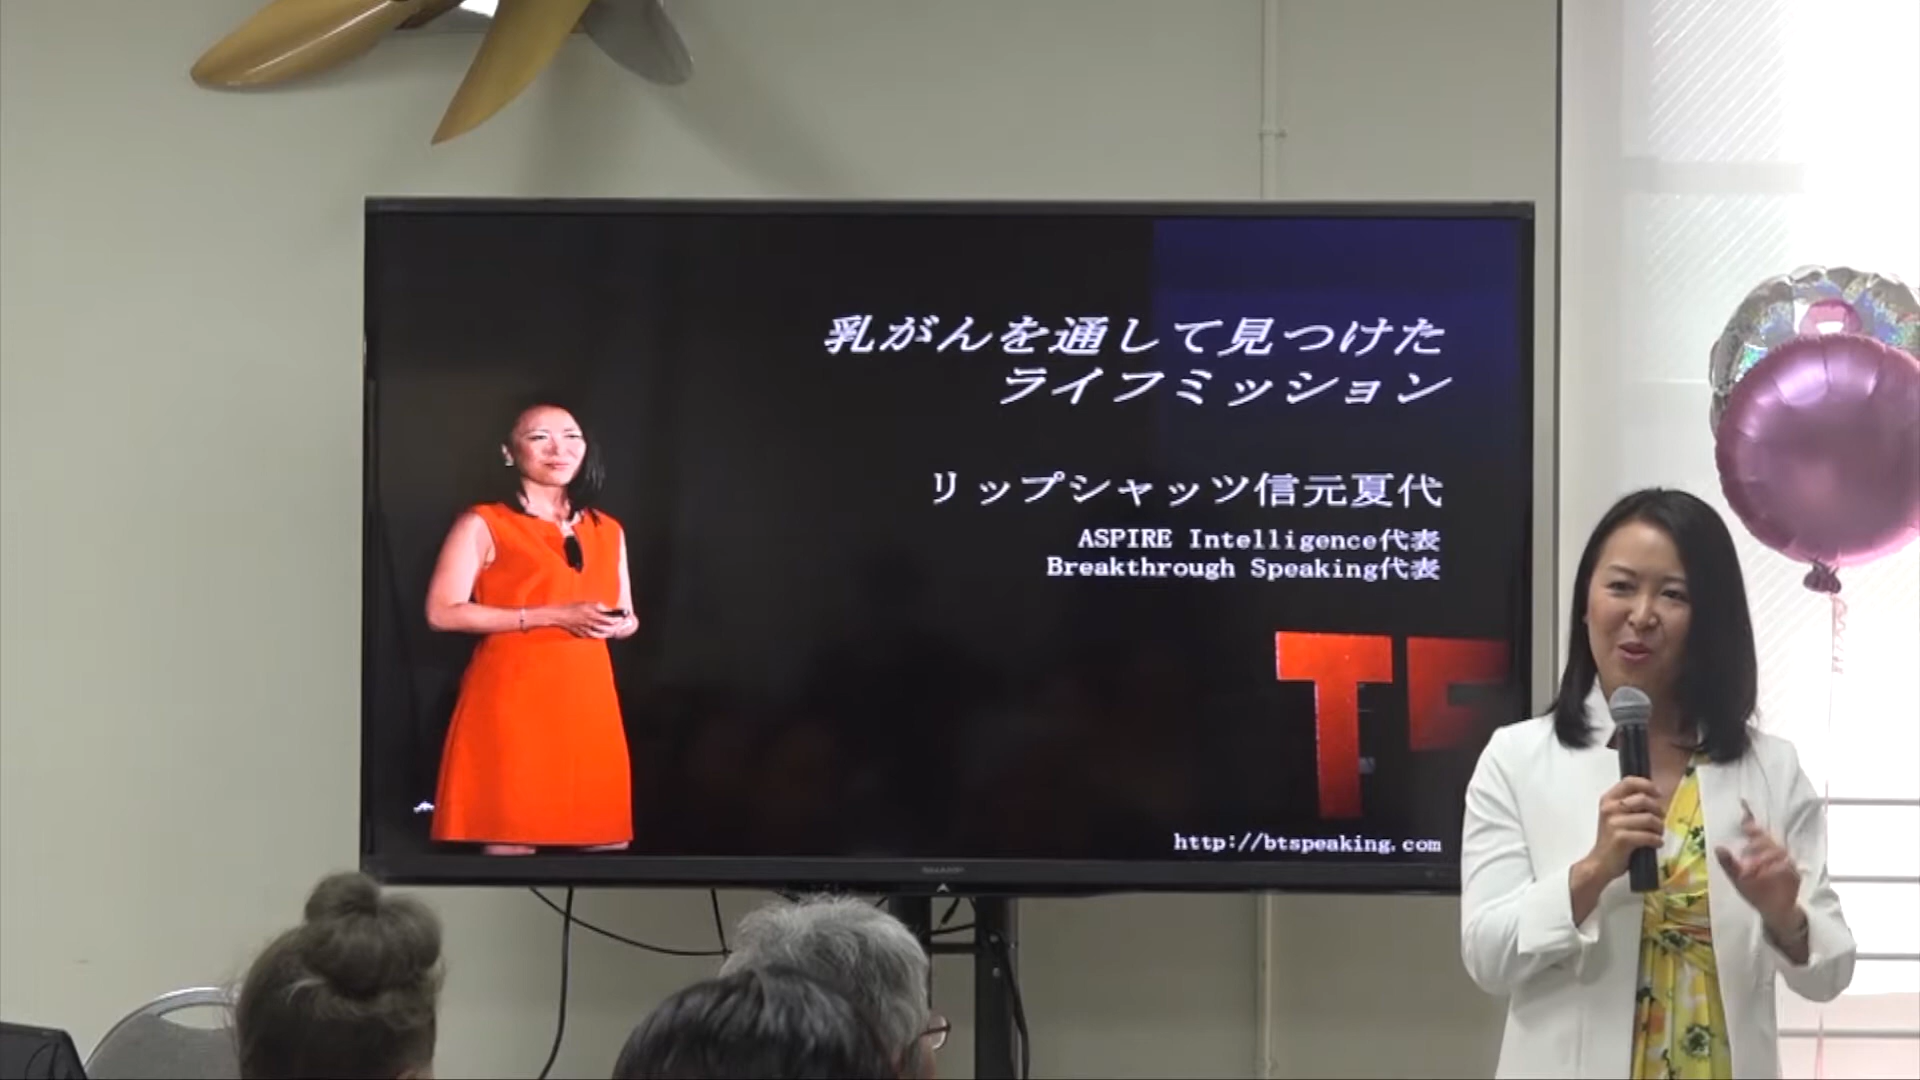 乳がんを通して見つけた
ライフミッション
リップシャッツ信元夏代
ASPIRE Intelligence代表
Breakthrough Speaking代表
TE
http://btspeaking.com
SHARP